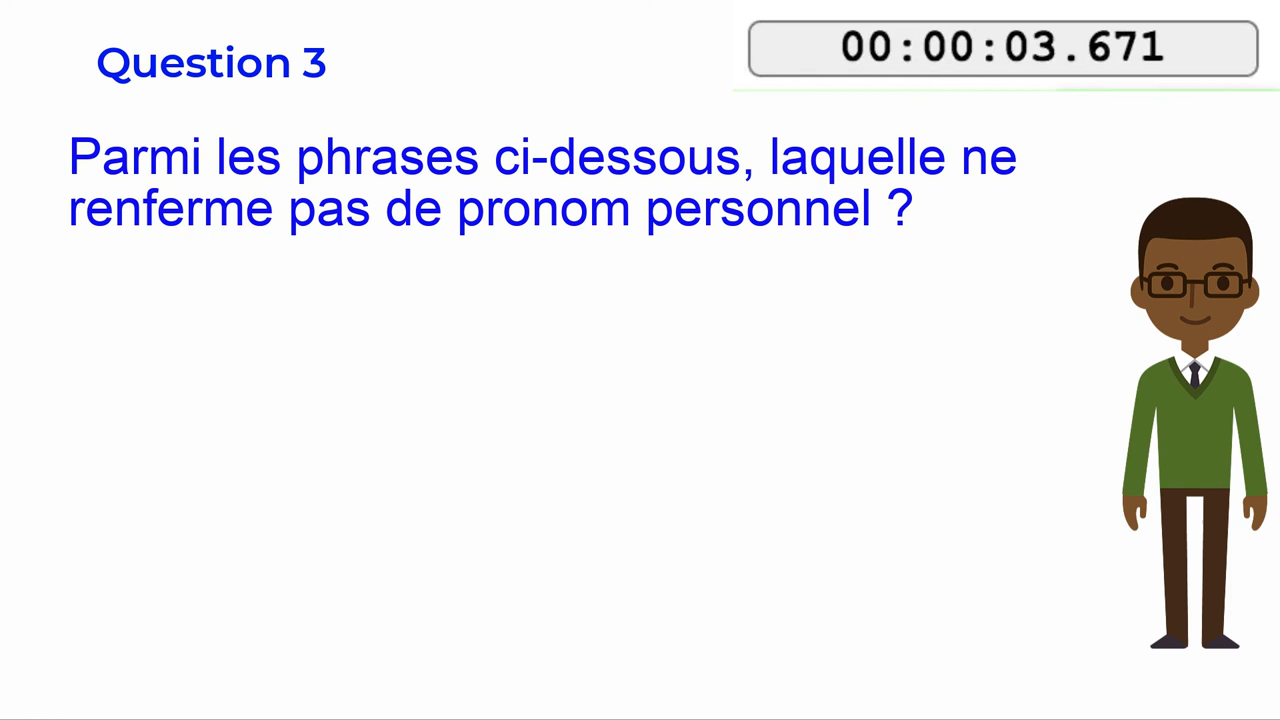 Question 3
00:00:03.671
Parmi les phrases ci-dessous, laquelle ne
renferme pas de pronom personnel ?